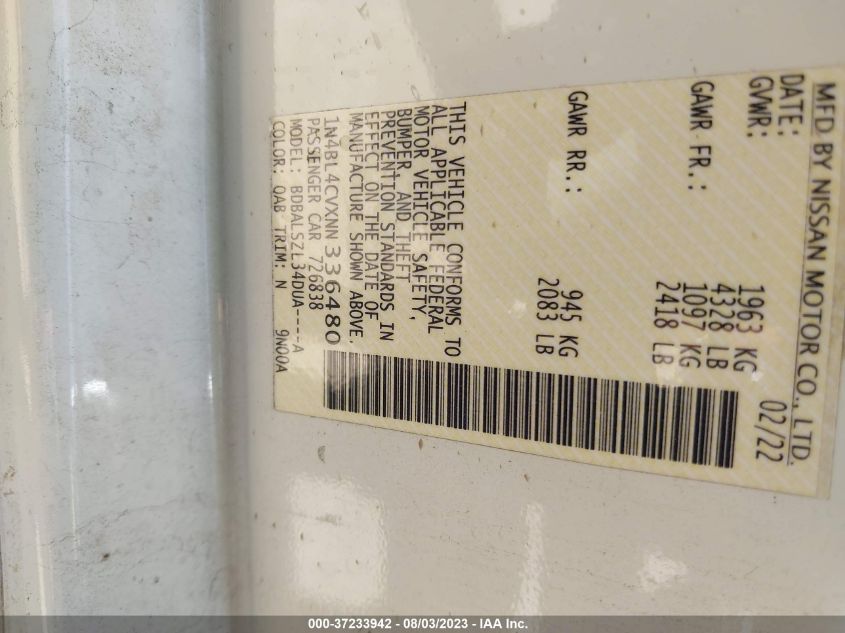 MFD BY NISSAN MOTOR CO., LTD.
DATE: 02/22
GVWR: 1963 KG
4328 LB
GAWR FR.: 1097 KG
2418 LB
GAWR RR.: 945 KG
2083 LB
THIS VEHICLE CONFORMS TO
ALL APPLICABLE FEDERAL
MOTOR VEHICLE SAFETY,
BUMPER AND THEFT
PREVENTION STANDARDS IN
EFFECT ON THE DATE OF
MANUFACTURE SHOWN ABOVE.
1N4BL4CVXNN336480
PASSENGER CAR 726838
MODEL: BDBALSZL34DUA----A
COLOR: QAB TRIM: N 9N00A
000-37233942 - 08/03/2023 - IAA Inc.